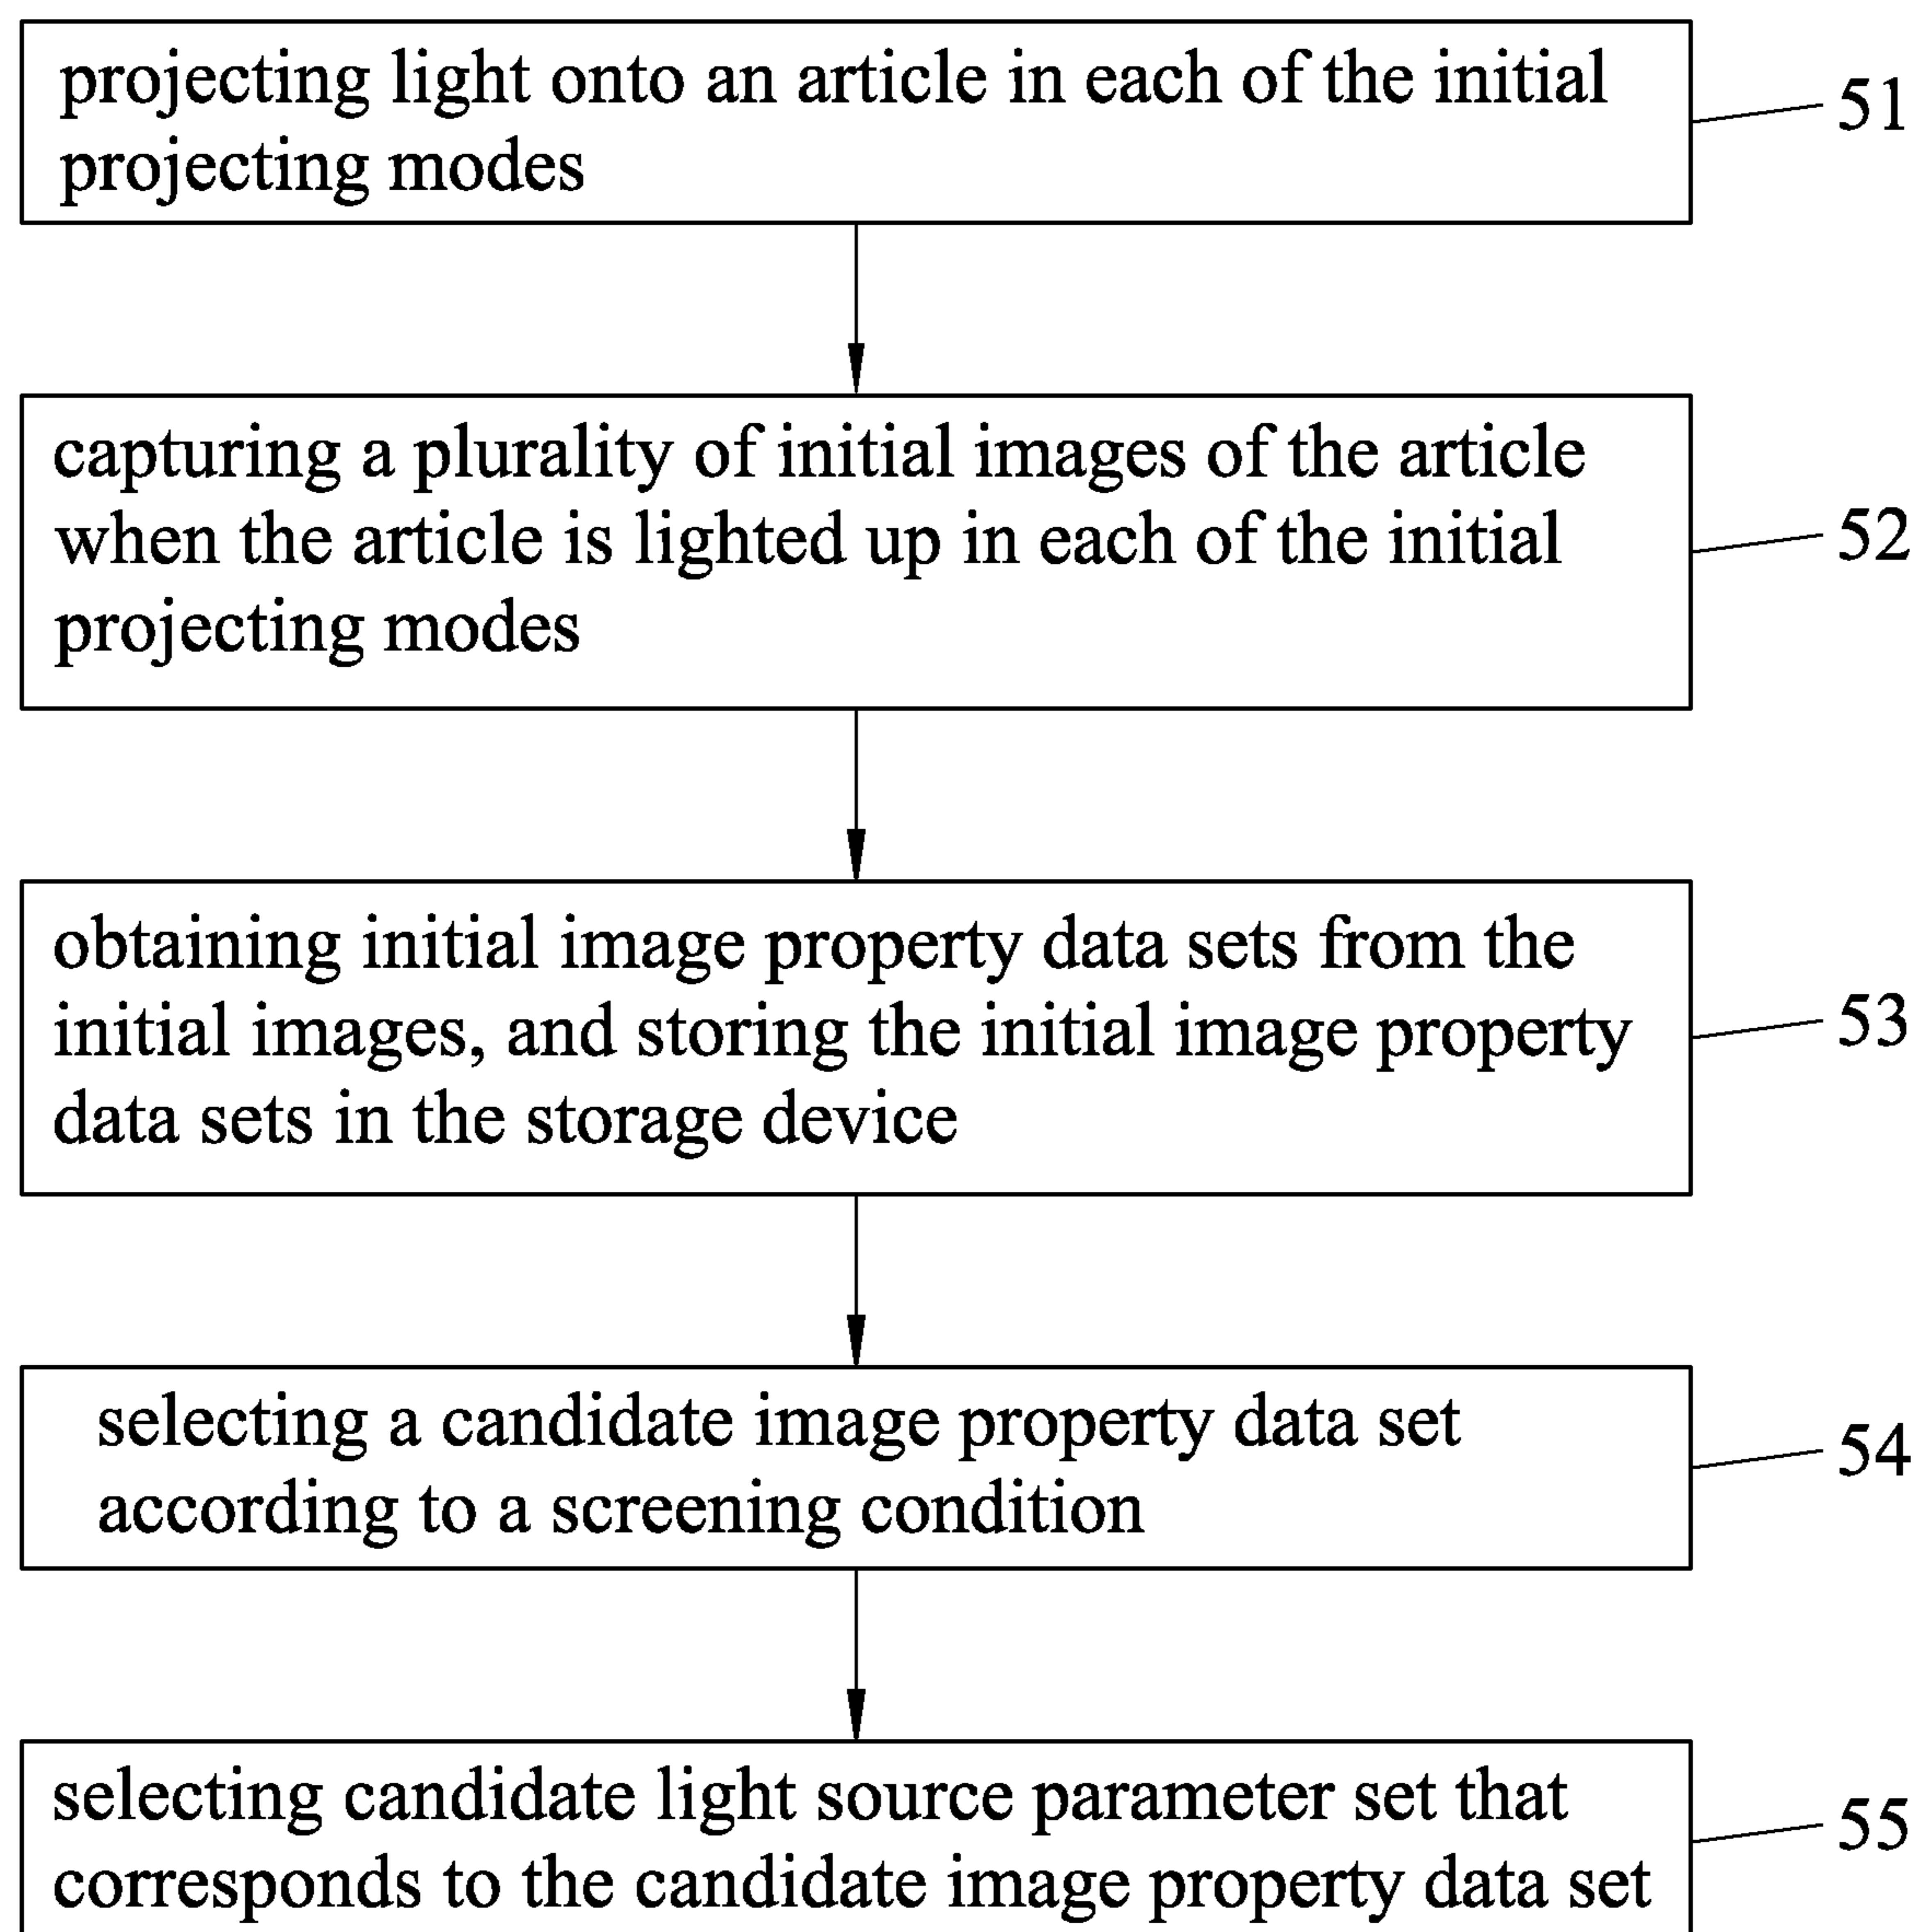 projecting light onto an article in each of the initial
projecting modes
51
capturing a plurality of initial images of the article
when the article is lighted up in each of the initial
projecting modes
52
obtaining initial image property data sets from the
initial images, and storing the initial image property
data sets in the storage device
53
selecting a candidate image property data set
according to a screening condition
54
selecting candidate light source parameter set that
corresponds to the candidate image property data set
55